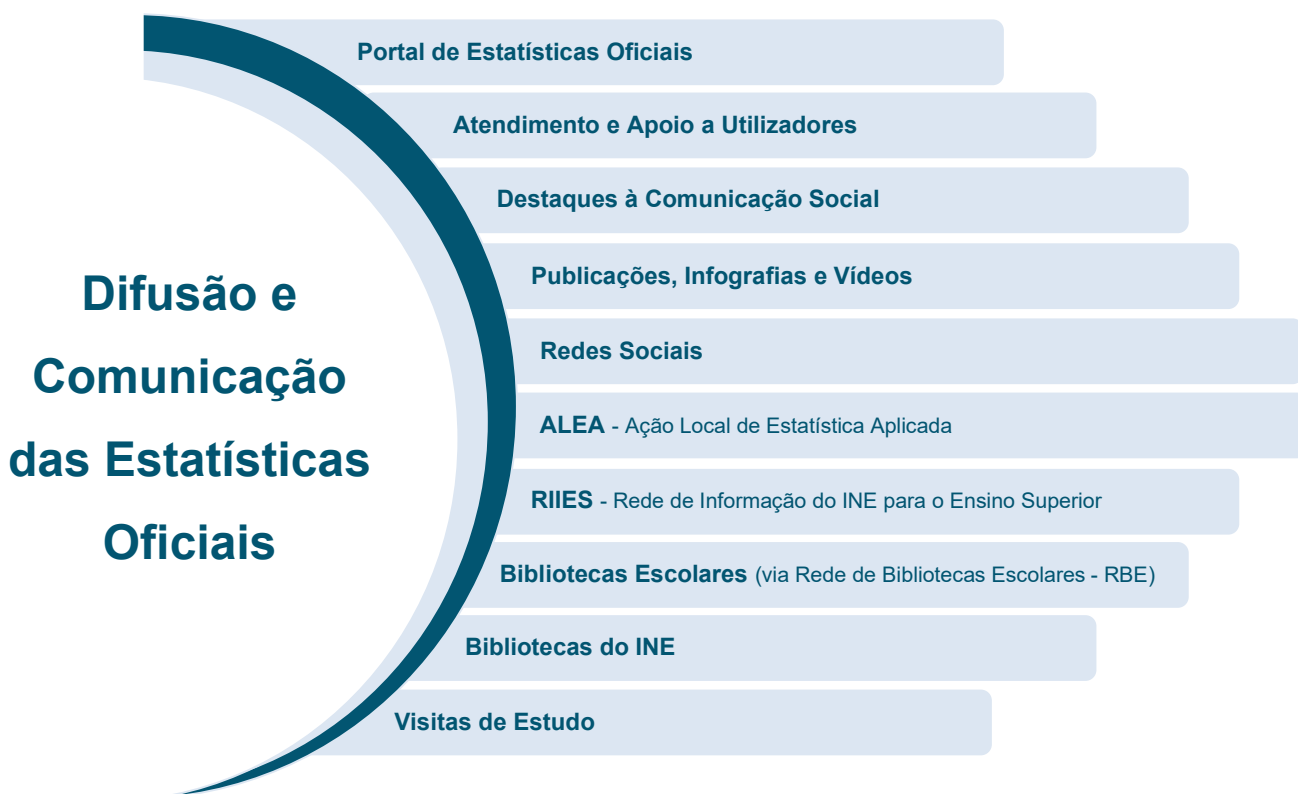 Portal de Estatísticas Oficiais
Atendimento e Apoio a Utilizadores
Destaques à Comunicação Social
Publicações, Infografias e Vídeos
Redes Sociais
ALEA - Ação Local de Estatística Aplicada
RIIES - Rede de Informação do INE para o Ensino Superior
Bibliotecas Escolares (via Rede de Bibliotecas Escolares - RBE)
Bibliotecas do INE
Visitas de Estudo
Difusão e
Comunicação
das Estatísticas
Oficiais